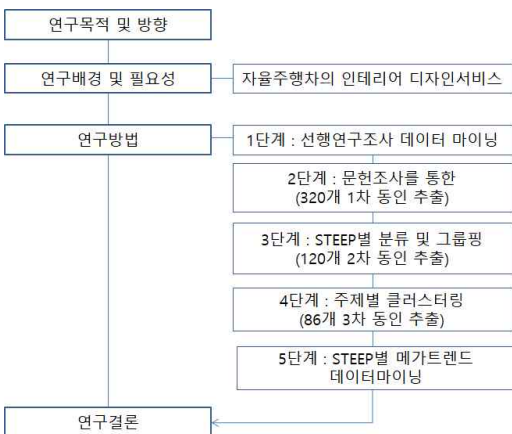 연구목적 및 방향
연구배경 및 필요성
자율주행차의 인테리어 디자인서비스
연구방법
1단계 : 선행연구조사 데이터 마이닝
2단계 : 문헌조사를 통한
(320개 1차 동인 추출)
3단계 : STEEP별 분류 및 그룹핑
(120개 2차 동인 추출)
4단계 : 주제별 클러스터링
(86개 3차 동인 추출)
5단계 : STEEP별 메가트렌드
데이터마이닝
연구결론